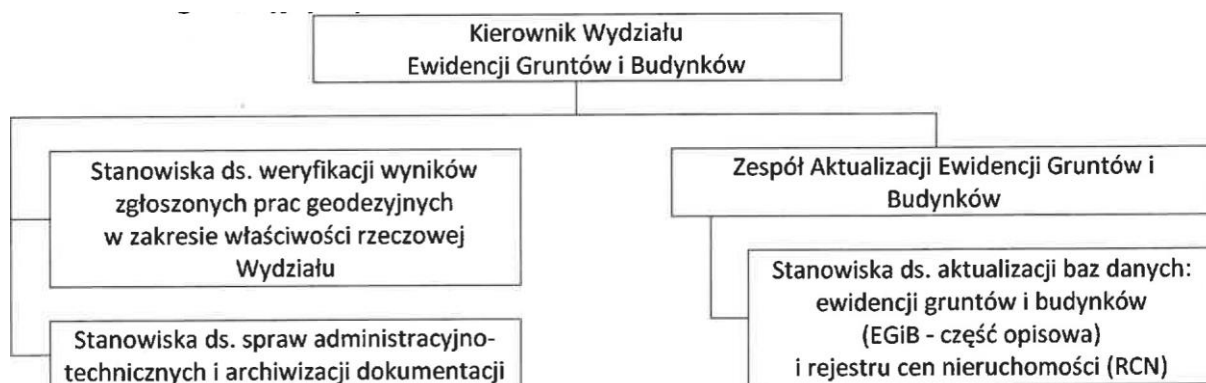 Kierownik Wydziału
Ewidencji Gruntów i Budynków
Stanowiska ds. weryfikacji wyników
zgłoszonych prac geodezyjnych
w zakresie właściwości rzeczowej
Wydziału
Stanowiska ds. spraw administracyjno-
technicznych i archiwizacji dokumentacji
Zespół Aktualizacji Ewidencji Gruntów i
Budynków
Stanowiska ds. aktualizacji baz danych:
ewidencji gruntów i budynków
(EGiB - część opisowa)
i rejestru cen nieruchomości (RCN)